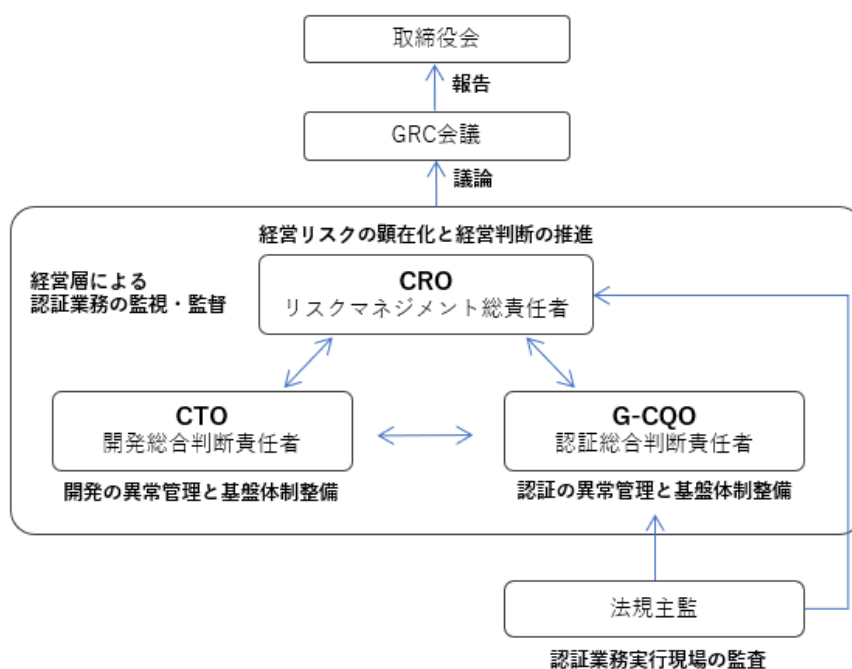 取締役会
報告
GRC会議
議論
経営リスクの顕在化と経営判断の推進
経営層による
認証業務の監視・監督
CRO
リスクマネジメント総責任者
CTO
開発総合判断責任者
G-CQO
認証総合判断責任者
開発の異常管理と基盤体制整備
認証の異常管理と基盤体制整備
法規主監
認証業務実行現場の監査